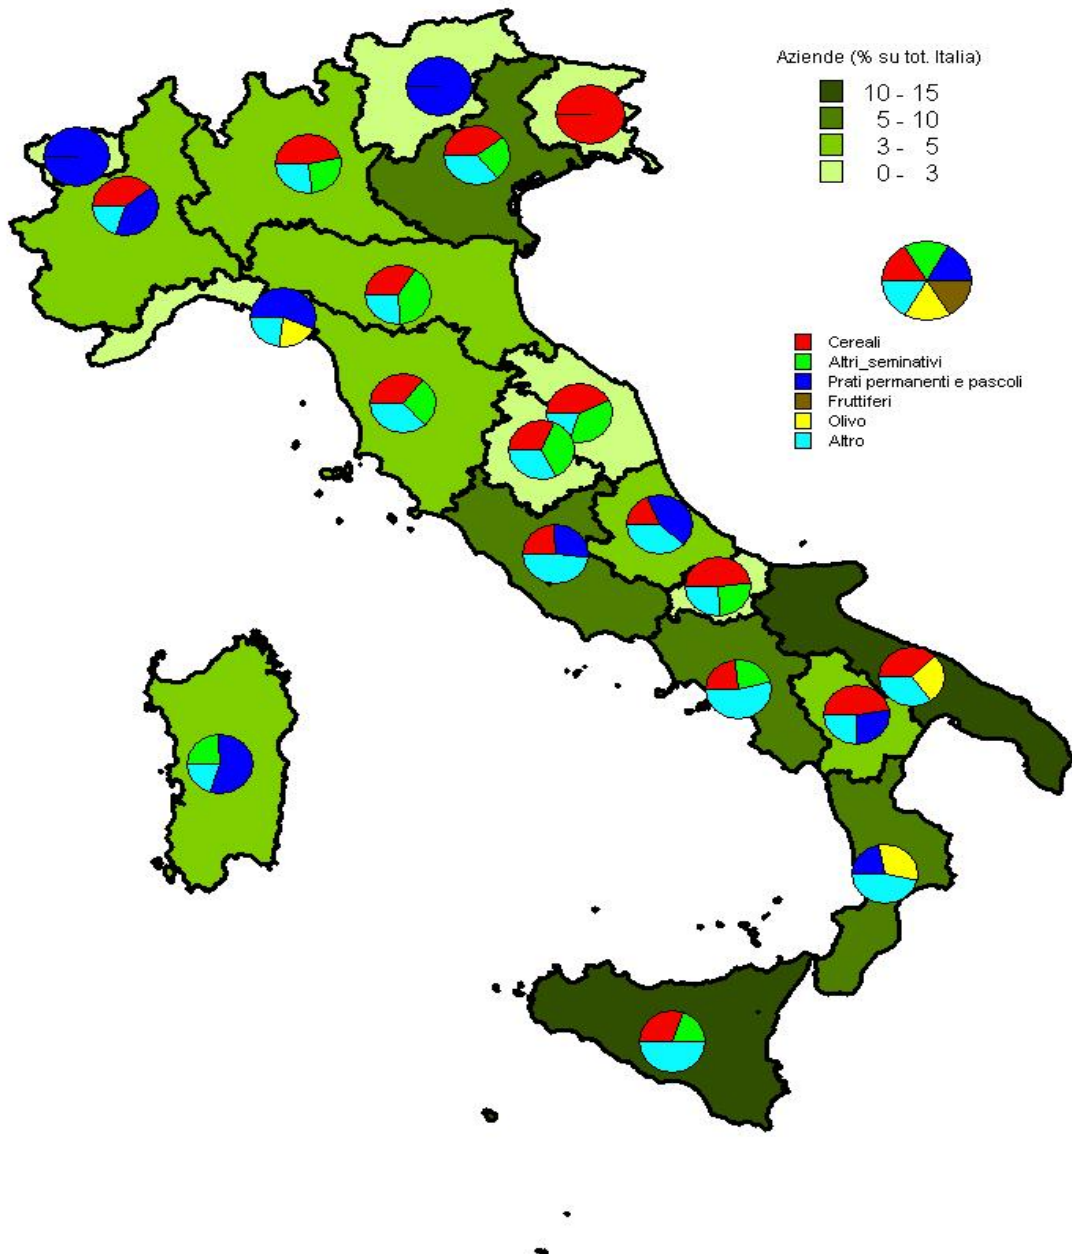 Aziende (% su tot. Italia)
10 - 15
5 - 10
3 - 5
0 - 3
Cereali
Altri_seminativi
Prati permanenti e pascoli
Fruttiferi
Olivo
Altro